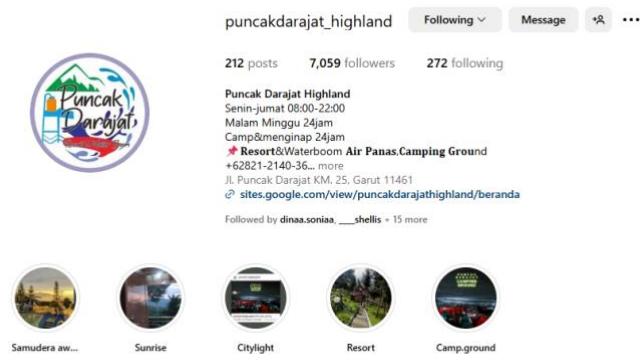 puncakdarajat_highland Following Message
212 posts 7,059 followers 272 following
Puncak Darajat Highland
Senin-jumat 08:00-22:00
Malam Minggu 24jam
Camp&menginap 24jam
📌 Resort&Waterboom Air Panas,Camping Ground
+62821-2140-36... more
Jl. Puncak Darajat KM. 25, Garut 11461
sites.google.com/view/puncakdarajathighland/beranda
Followed by dinaa.soniaa, ____shellis + 15 more
Puncak
Darajat
Samudera aw... Sunrise Citylight Resort Camp.ground